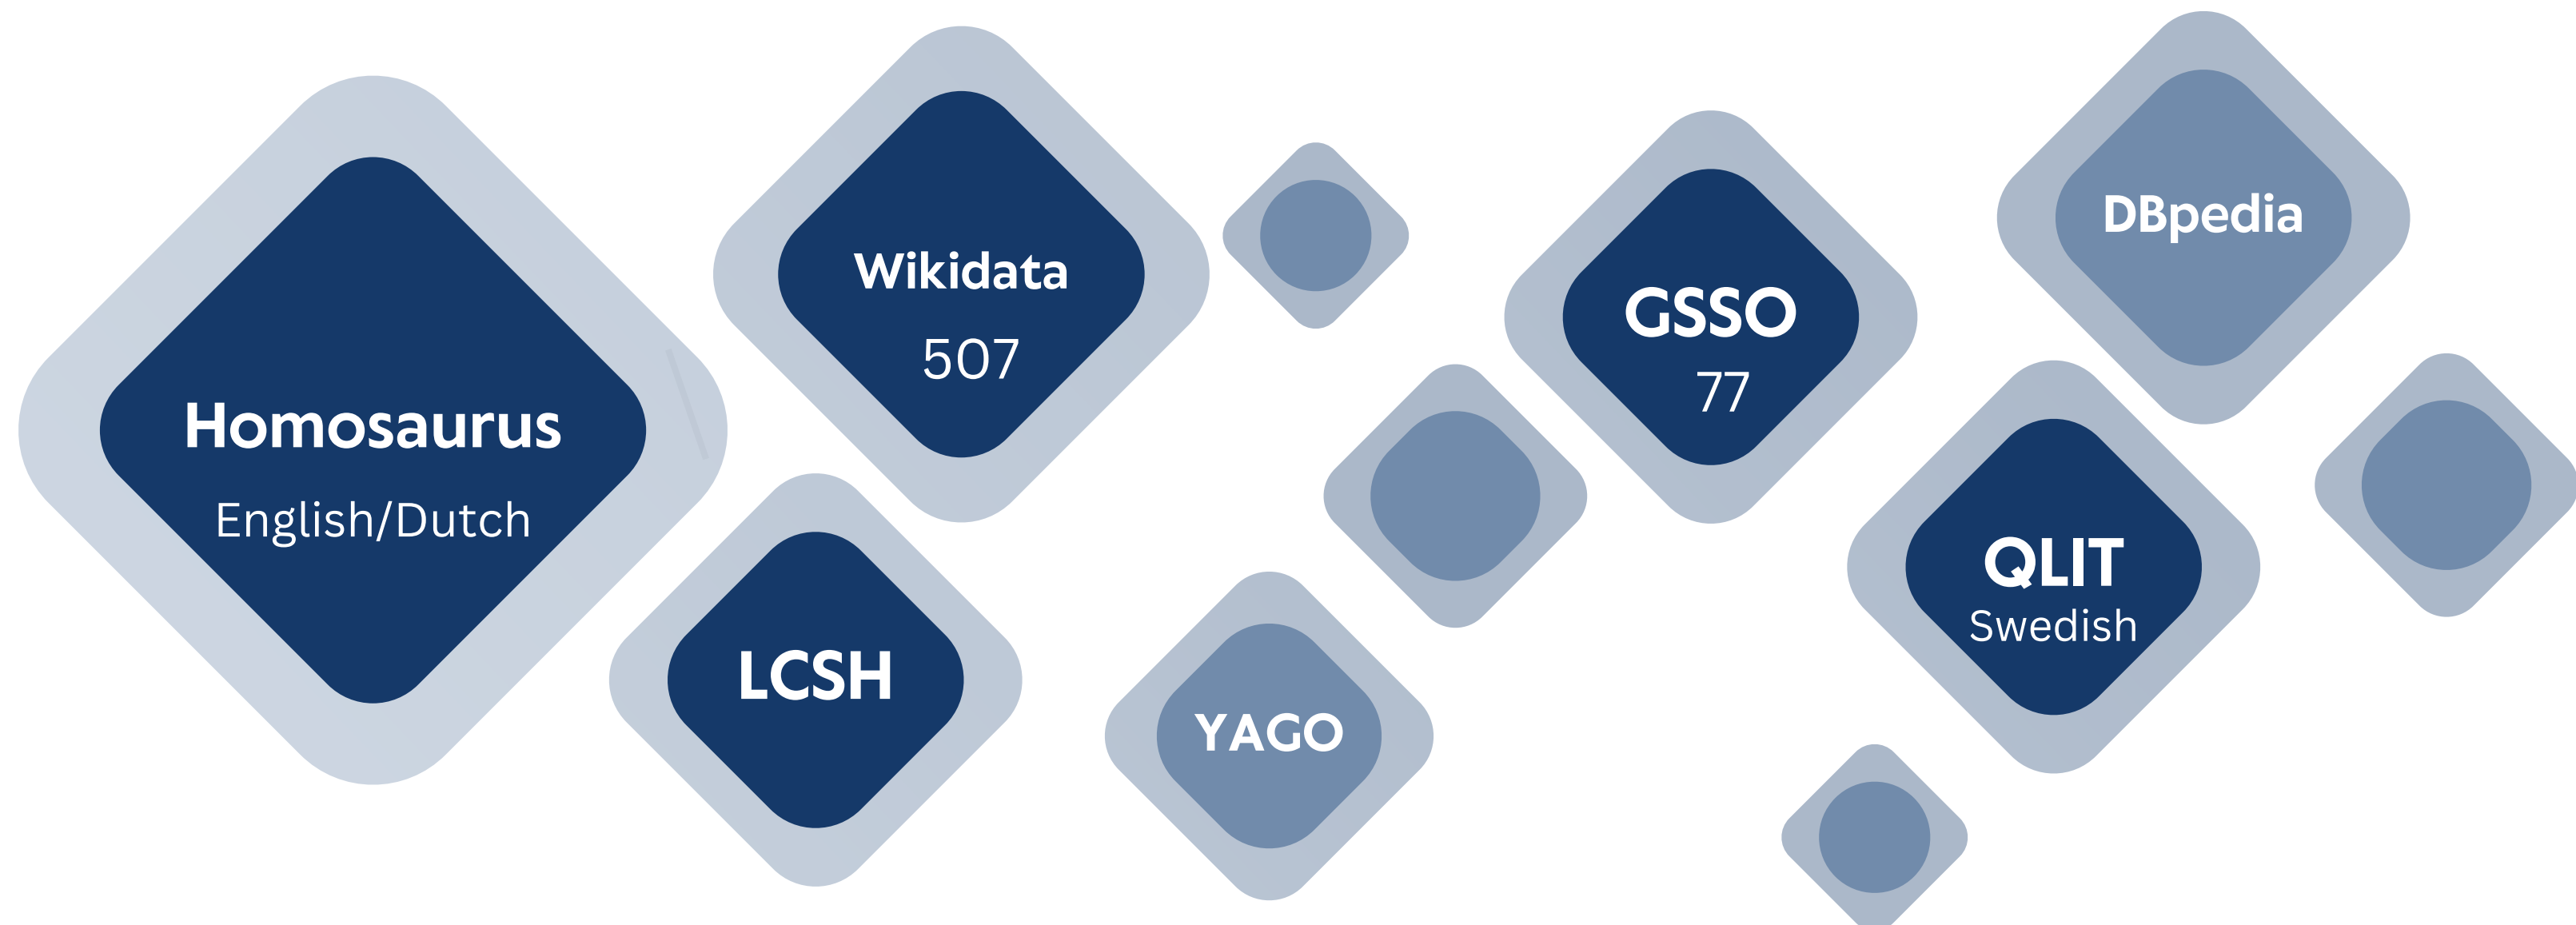 Homosaurus
English/Dutch
Wikidata
507
LCSH
YAGO
GSSO
77
DBpedia
QLIT
Swedish